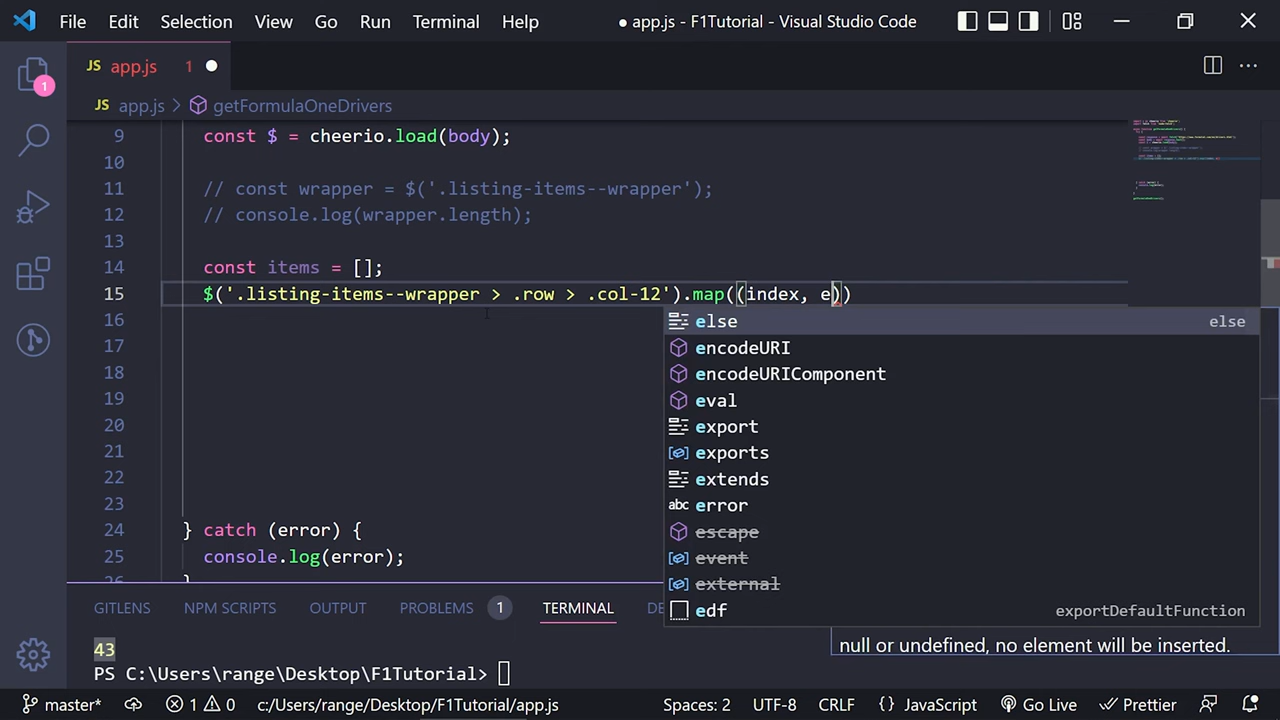 File Edit Selection View Go Run Terminal Help ● app.js - F1Tutorial - Visual Studio Code
1
JS app.js 1
JS app.js > getFormulaOneDrivers
9 const $ = cheerio.load(body);
10
11 // const wrapper = $('.listing-items--wrapper');
12 // console.log(wrapper.length);
13
14 const items = [];
15 $('.listing-items--wrapper > .row > .col-12').map((index, e))
16 else else
17 encodeURI
18 encodeURIComponent
19 eval
20 export
21 exports
22 extends
23 error
24 } catch (error) { escape
event
25 console.log(error);
external
26 }
edf exportDefaultFunction
GITLENS NPM SCRIPTS OUTPUT PROBLEMS 1 TERMINAL DE
null or undefined, no element will be inserted.
43
PS C:\Users\range\Desktop\F1Tutorial>
master* 1 0 c:/Users/range/Desktop/F1Tutorial/app.js Spaces: 2 UTF-8 CRLF {} JavaScript Go Live Prettier